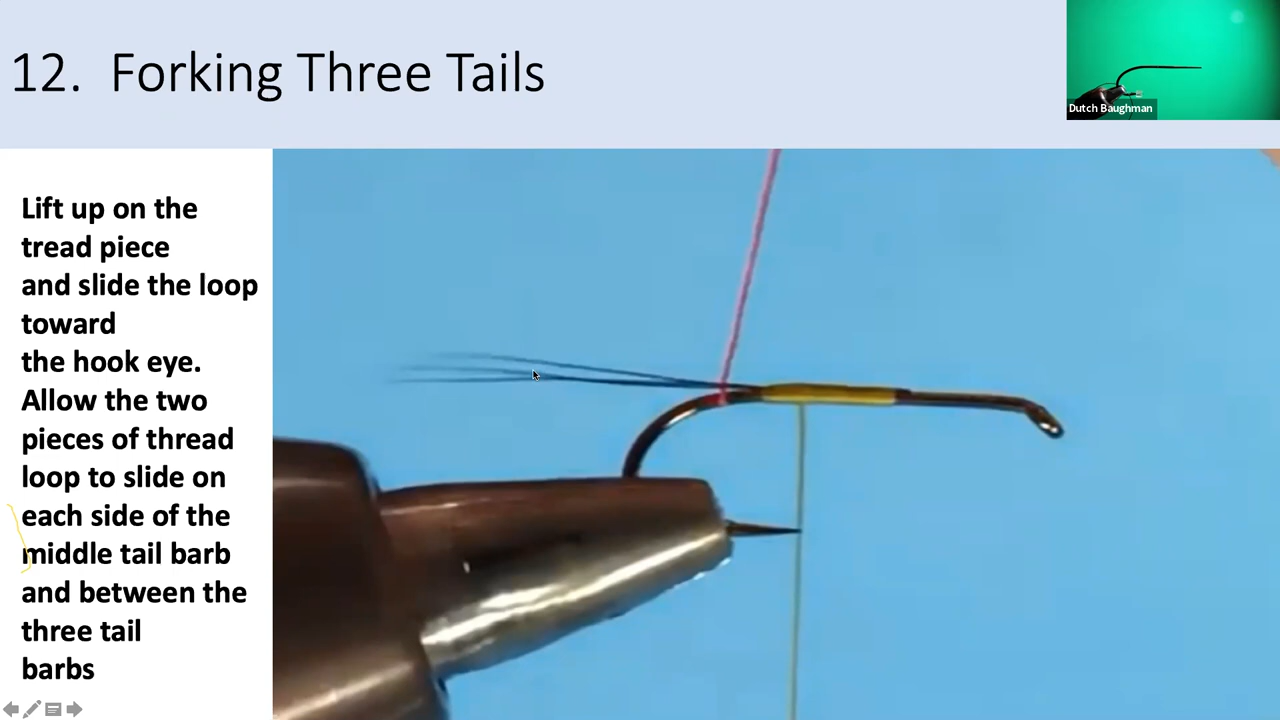 12. Forking Three Tails
Dutch Baughman
Lift up on the
tread piece
and slide the loop
toward
the hook eye.
Allow the two
pieces of thread
loop to slide on
each side of the
middle tail barb
and between the
three tail
barbs